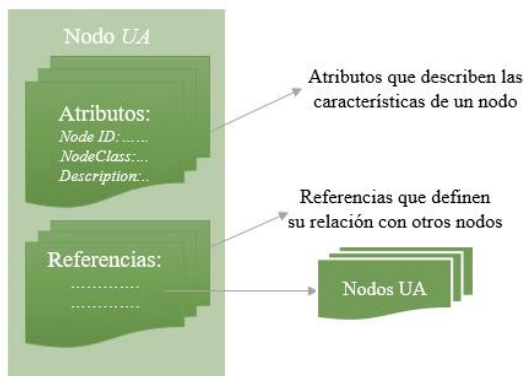 Nodo UA
Atributos:
Node ID:......
NodeClass:...
Description:..
Atributos que describen las
características de un nodo
Referencias:
.............
.............
Referencias que definen
su relación con otros nodos
Nodos UA